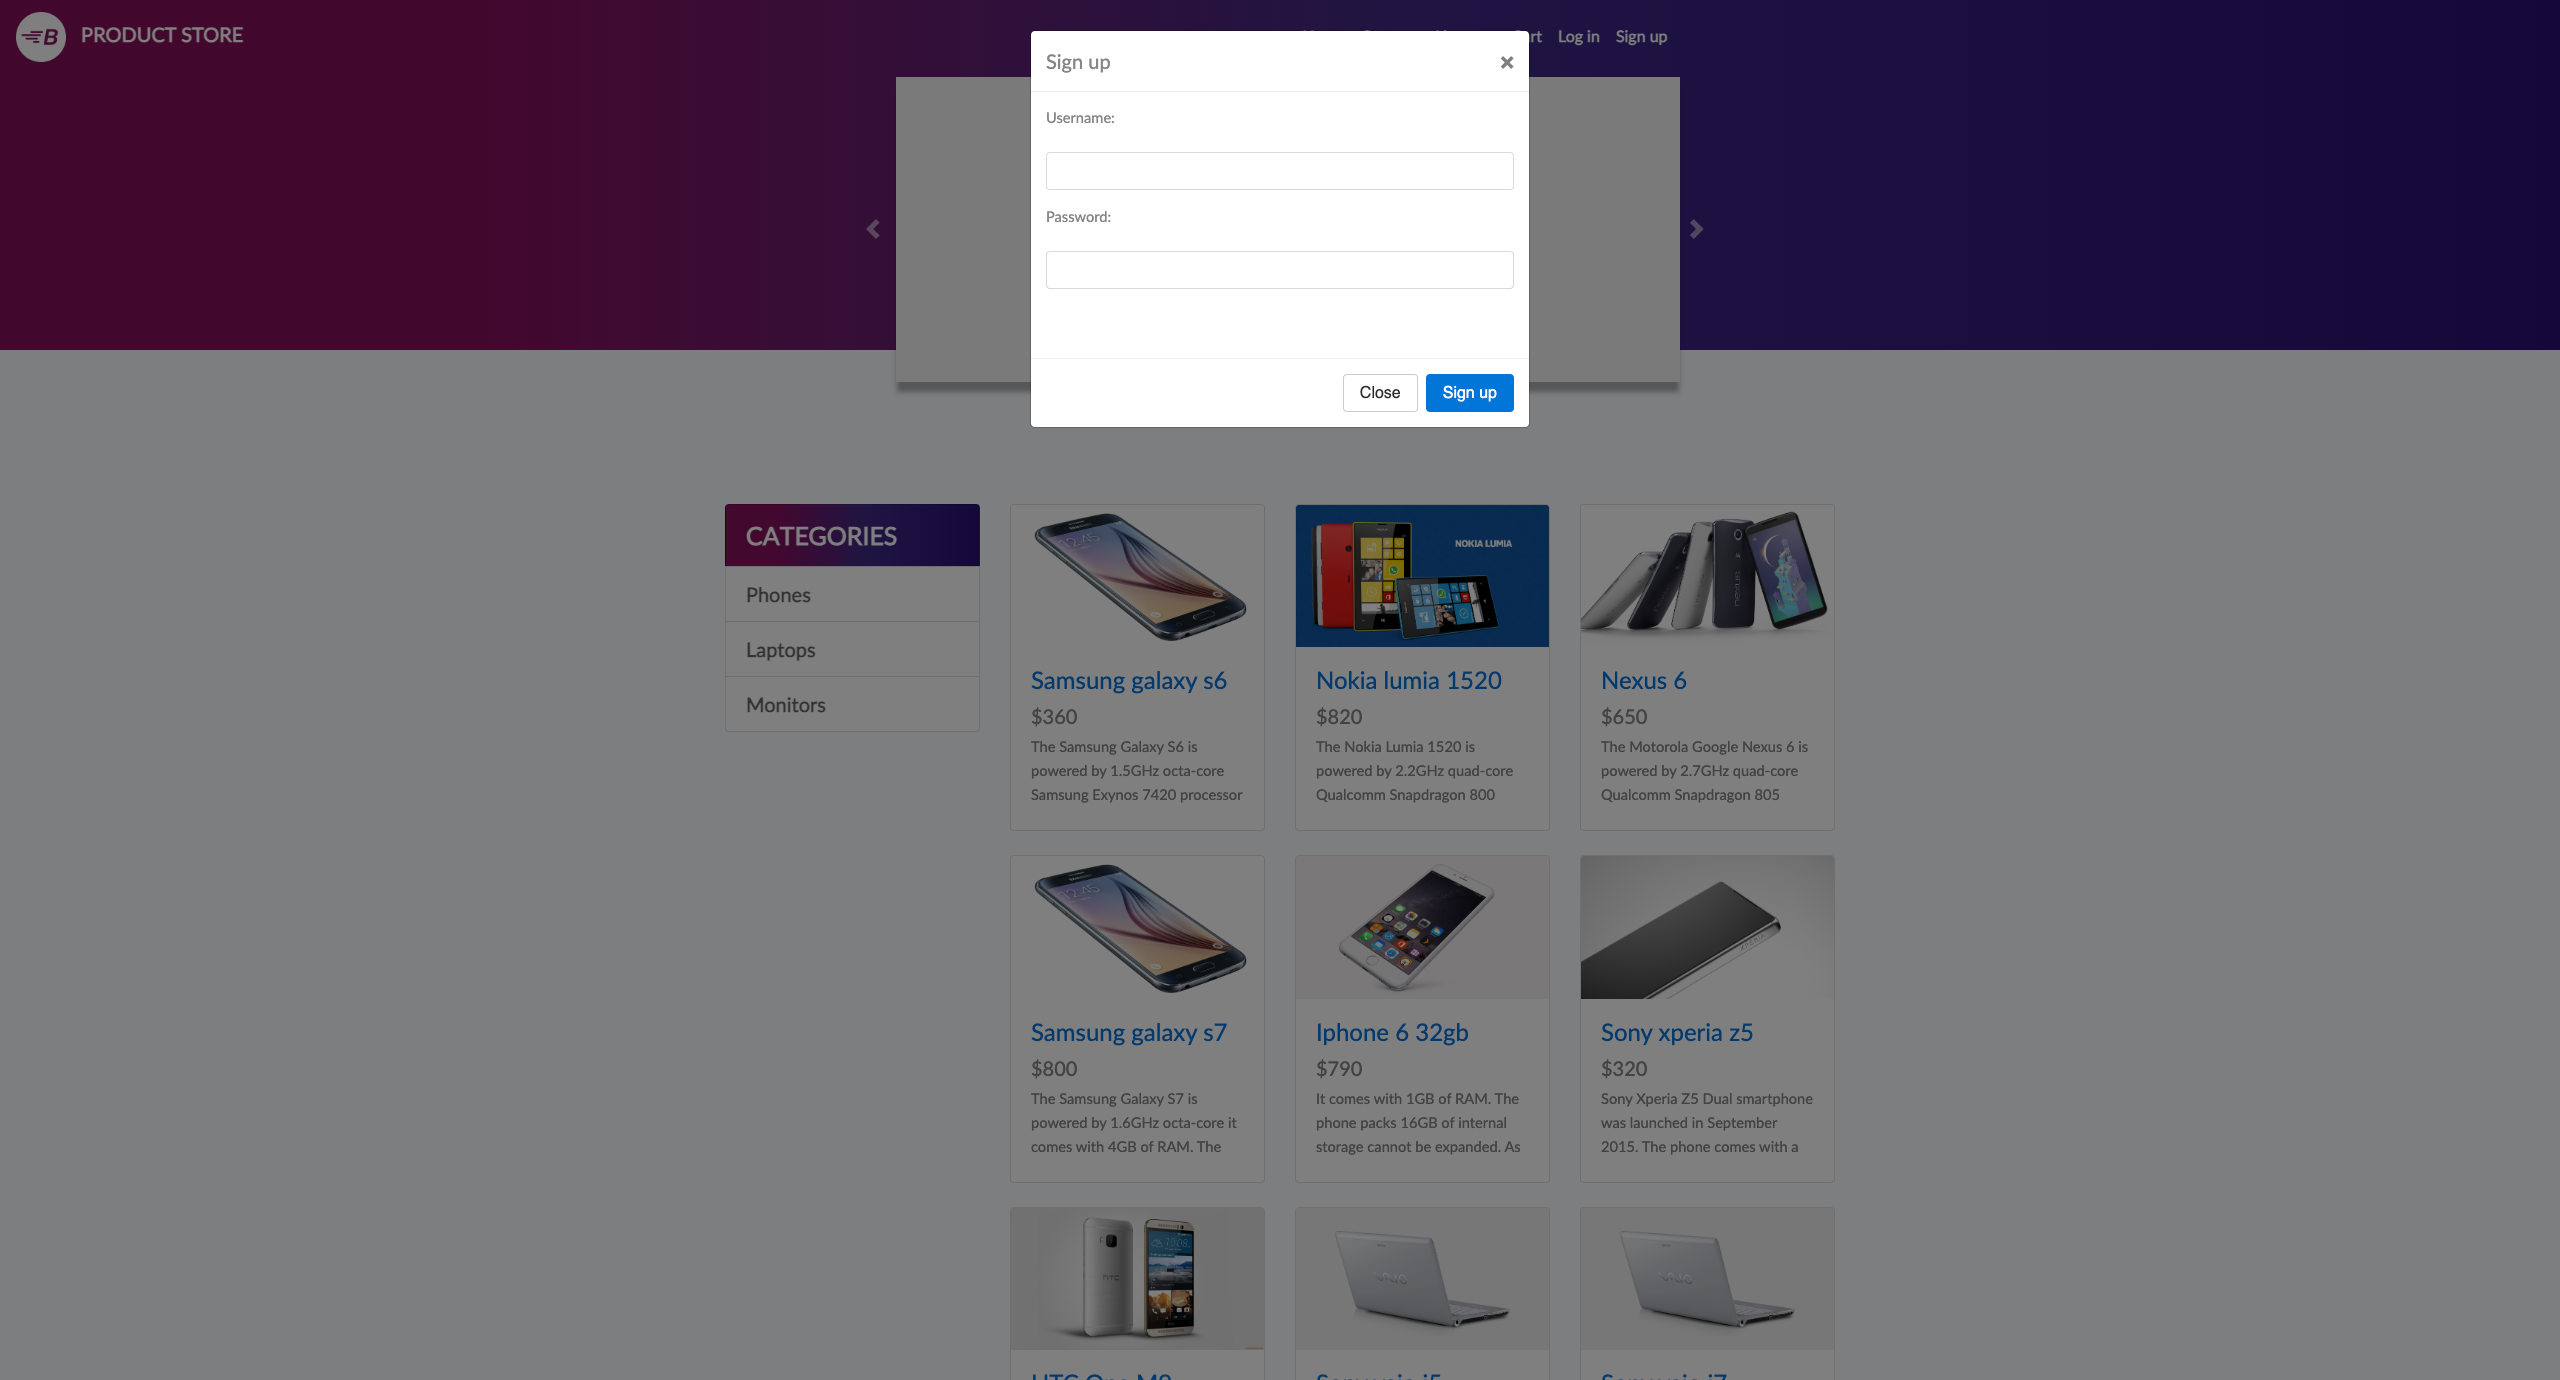 B PRODUCT STORE
rt Log in Sign up
Sign up ×
Username:
Password:
Close Sign up
CATEGORIES
Phones
Laptops
Monitors
NOKIA LUMIA
Samsung galaxy s6
$360
The Samsung Galaxy S6 is
powered by 1.5GHz octa-core
Samsung Exynos 7420 processor
Nokia lumia 1520
$820
The Nokia Lumia 1520 is
powered by 2.2GHz quad-core
Qualcomm Snapdragon 800
Nexus 6
$650
The Motorola Google Nexus 6 is
powered by 2.7GHz quad-core
Qualcomm Snapdragon 805
Samsung galaxy s7
$800
The Samsung Galaxy S7 is
powered by 1.6GHz octa-core it
comes with 4GB of RAM. The
Iphone 6 32gb
$790
It comes with 1GB of RAM. The
phone packs 16GB of internal
storage cannot be expanded. As
Sony xperia z5
$320
Sony Xperia Z5 Dual smartphone
was launched in September
2015. The phone comes with a